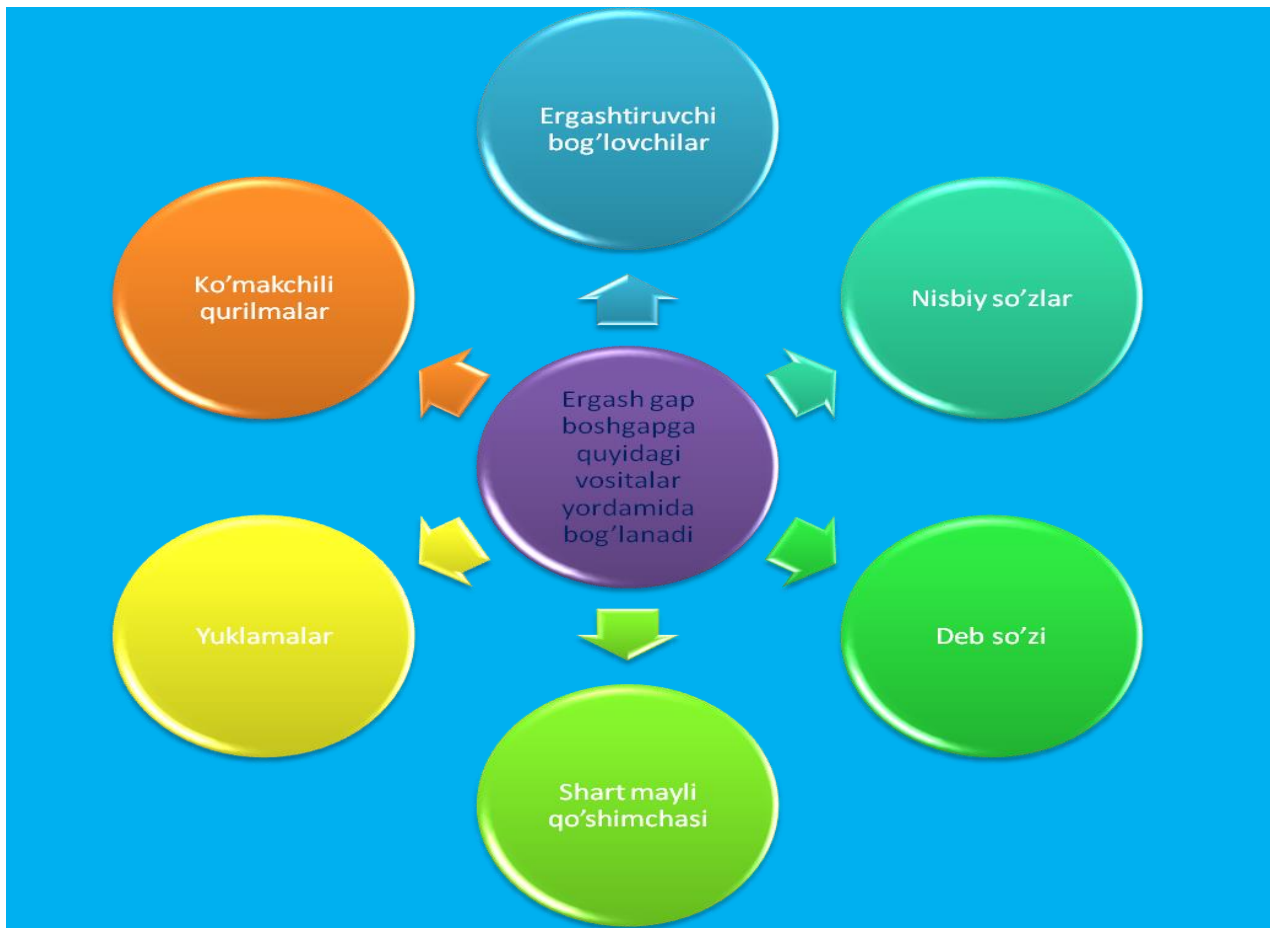 Ergashtiruvchi
bog’lovchilar
Ko’makchili
qurilmalar
Nisbiy so’zlar
Ergash gap
boshgapga
quyidagi
vositalar
yordamida
bog’lanadi
Yuklamalar
Deb so’zi
Shart mayli
qo’shimchasi